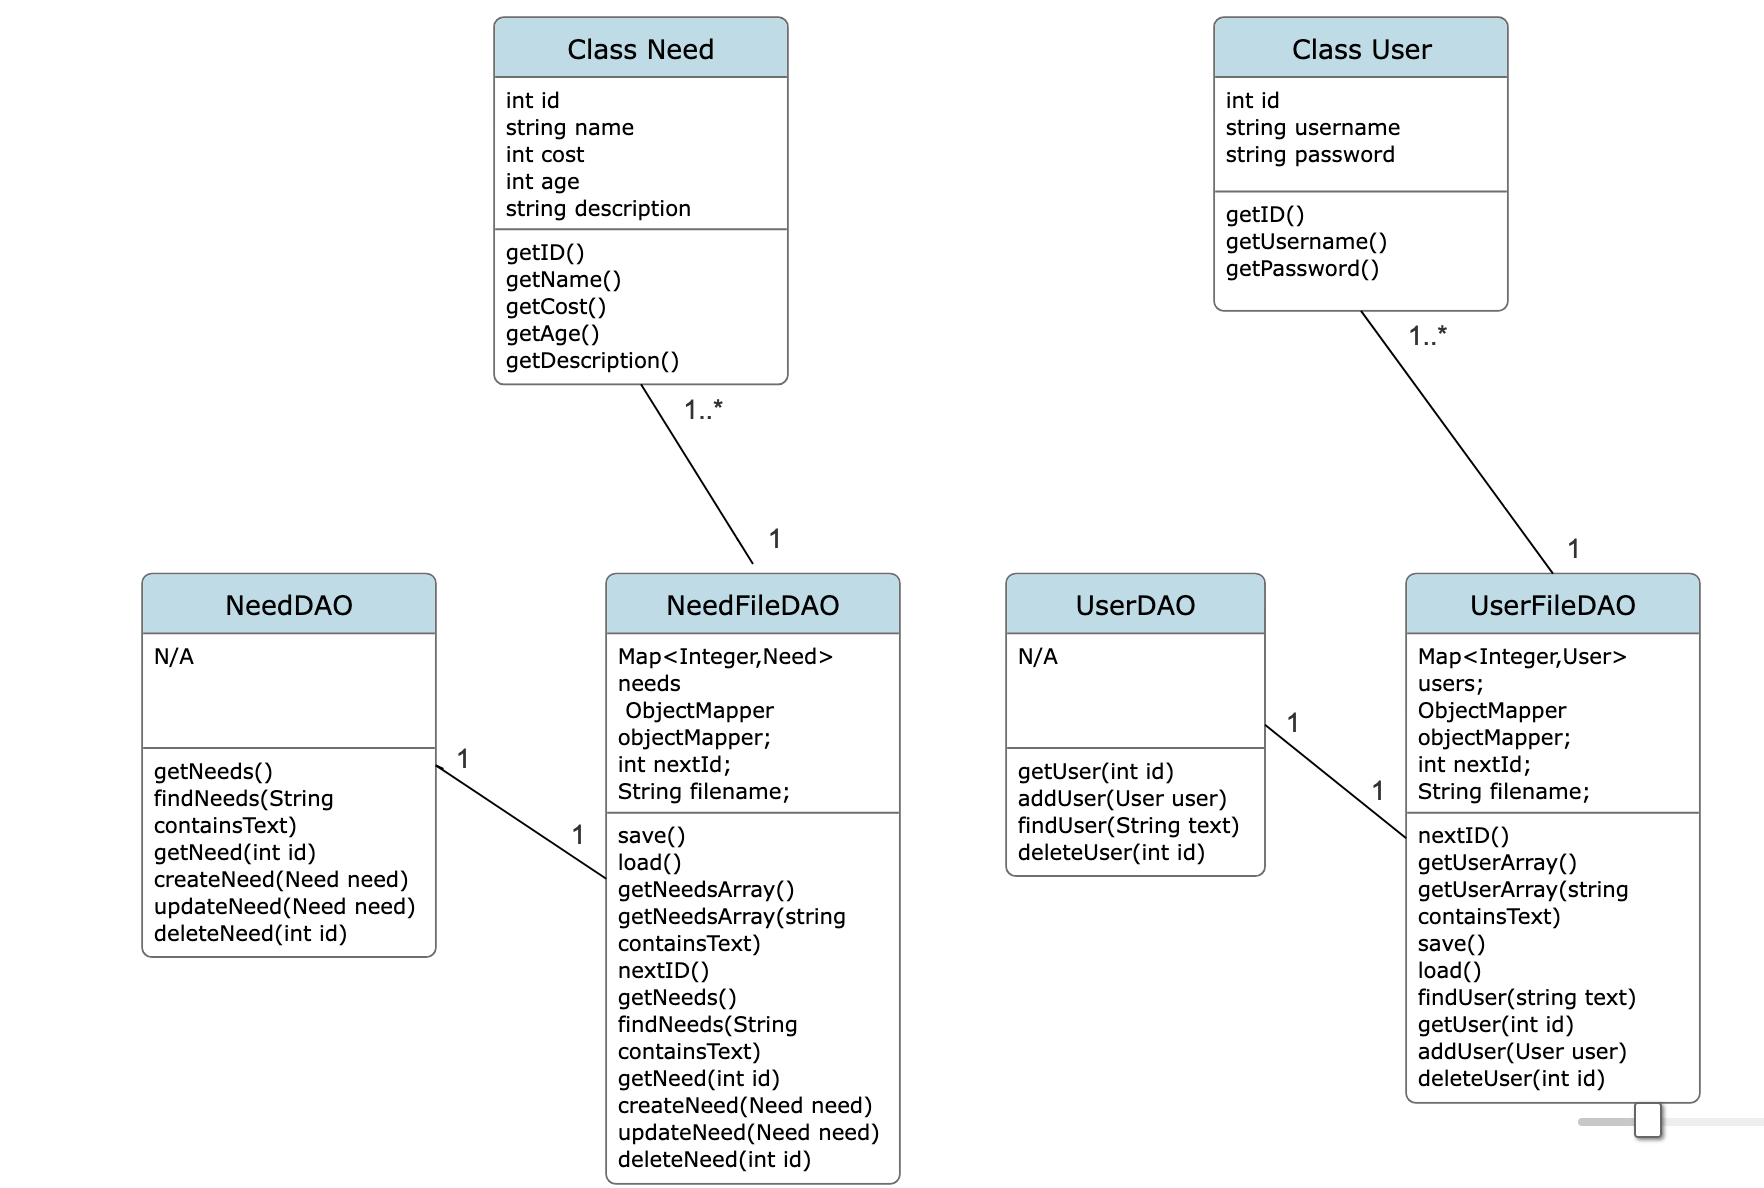 Class Need
int id
string name
int cost
int age
string description
getID()
getName()
getCost()
getAge()
getDescription()
1..*
1
Class User
int id
string username
string password
getID()
getUsername()
getPassword()
1..*
1
NeedDAO
N/A
getNeeds()
findNeeds(String
containsText)
getNeed(int id)
createNeed(Need need)
updateNeed(Need need)
deleteNeed(int id)
1
1
NeedFileDAO
Map<Integer,Need>
needs
ObjectMapper
objectMapper;
int nextId;
String filename;
save()
load()
getNeedsArray()
getNeedsArray(string
containsText)
nextID()
getNeeds()
findNeeds(String
containsText)
getNeed(int id)
createNeed(Need need)
updateNeed(Need need)
deleteNeed(int id)
UserDAO
N/A
getUser(int id)
addUser(User user)
findUser(String text)
deleteUser(int id)
1
1
UserFileDAO
Map<Integer,User>
users;
ObjectMapper
objectMapper;
int nextId;
String filename;
nextID()
getUserArray()
getUserArray(string
containsText)
save()
load()
findUser(string text)
getUser(int id)
addUser(User user)
deleteUser(int id)